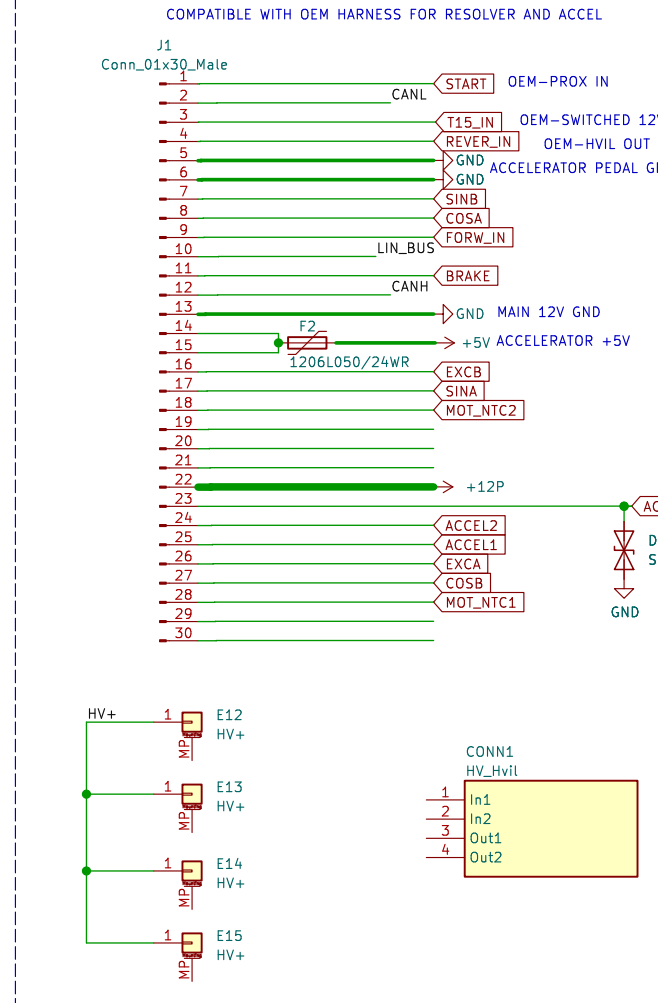 COMPATIBLE WITH OEM HARNESS FOR RESOLVER AND ACCEL
J1
Conn_01x30_Male
1 START OEM-PROX IN
2 CANL
3 T15_IN OEM-SWITCHED 12V
4 REVER_IN OEM-HVIL OUT
5 GND ACCELERATOR PEDAL
6 GND
7 SINB
8 COSA
9 FORW_IN
10 LIN_BUS
11 BRAKE
12 CANH
13 GND MAIN 12V GND
14 F2
15 +5V ACCELERATOR +5V
1206L050/24WR
16 EXCB
17 SINA
18 MOT_NTC2
19
20
21
22 +12P
23 AC
24 ACCEL2
25 ACCEL1 D
26 EXCA S
27 COSB
28 MOT_NTC1 GND
29
30
HV+ 1 E12
HV+
MP
1 E13
HV+
MP
1 E14
HV+
MP
1 E15
HV+
MP
CONN1
HV_Hvil
1 In1
2 In2
3 Out1
4 Out2